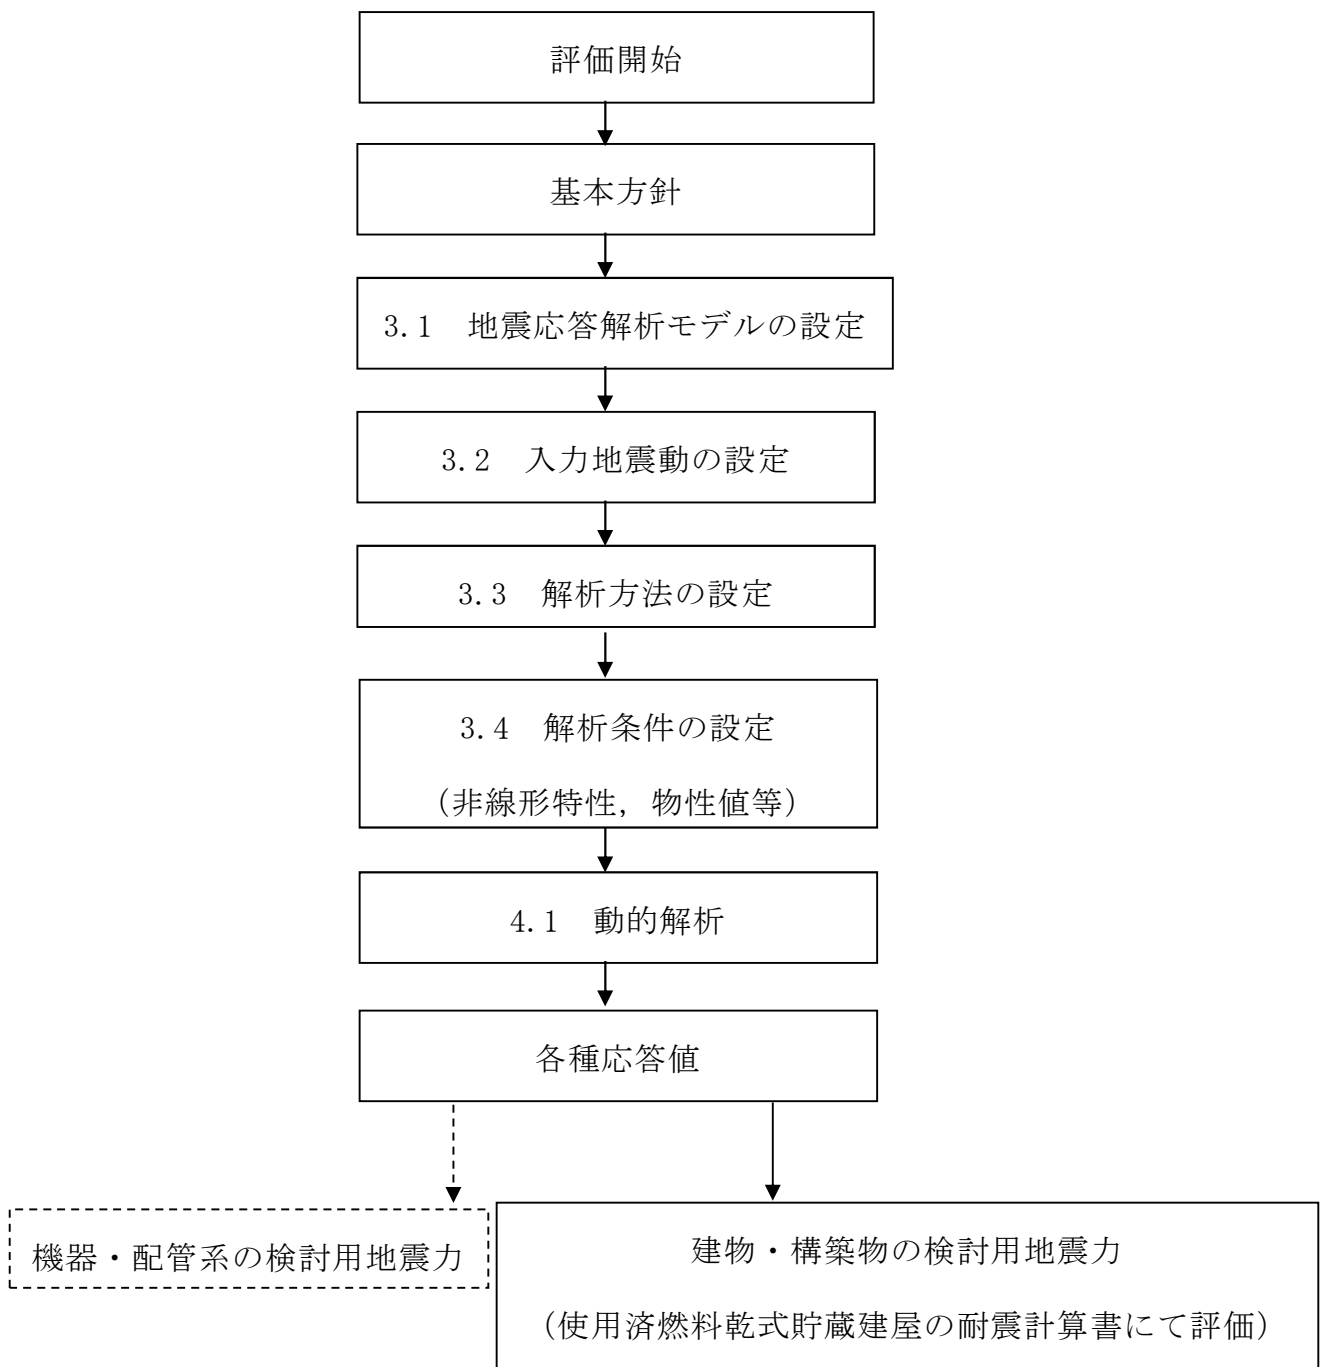 評価開始
基本方針
3.1　地震応答解析モデルの設定
3.2　入力地震動の設定
3.3　解析方法の設定
3.4　解析条件の設定
（非線形特性，物性値等）
4.1　動的解析
各種応答値
機器・配管系の検討用地震力
建物・構築物の検討用地震力
（使用済燃料乾式貯蔵建屋の耐震計算書にて評価）